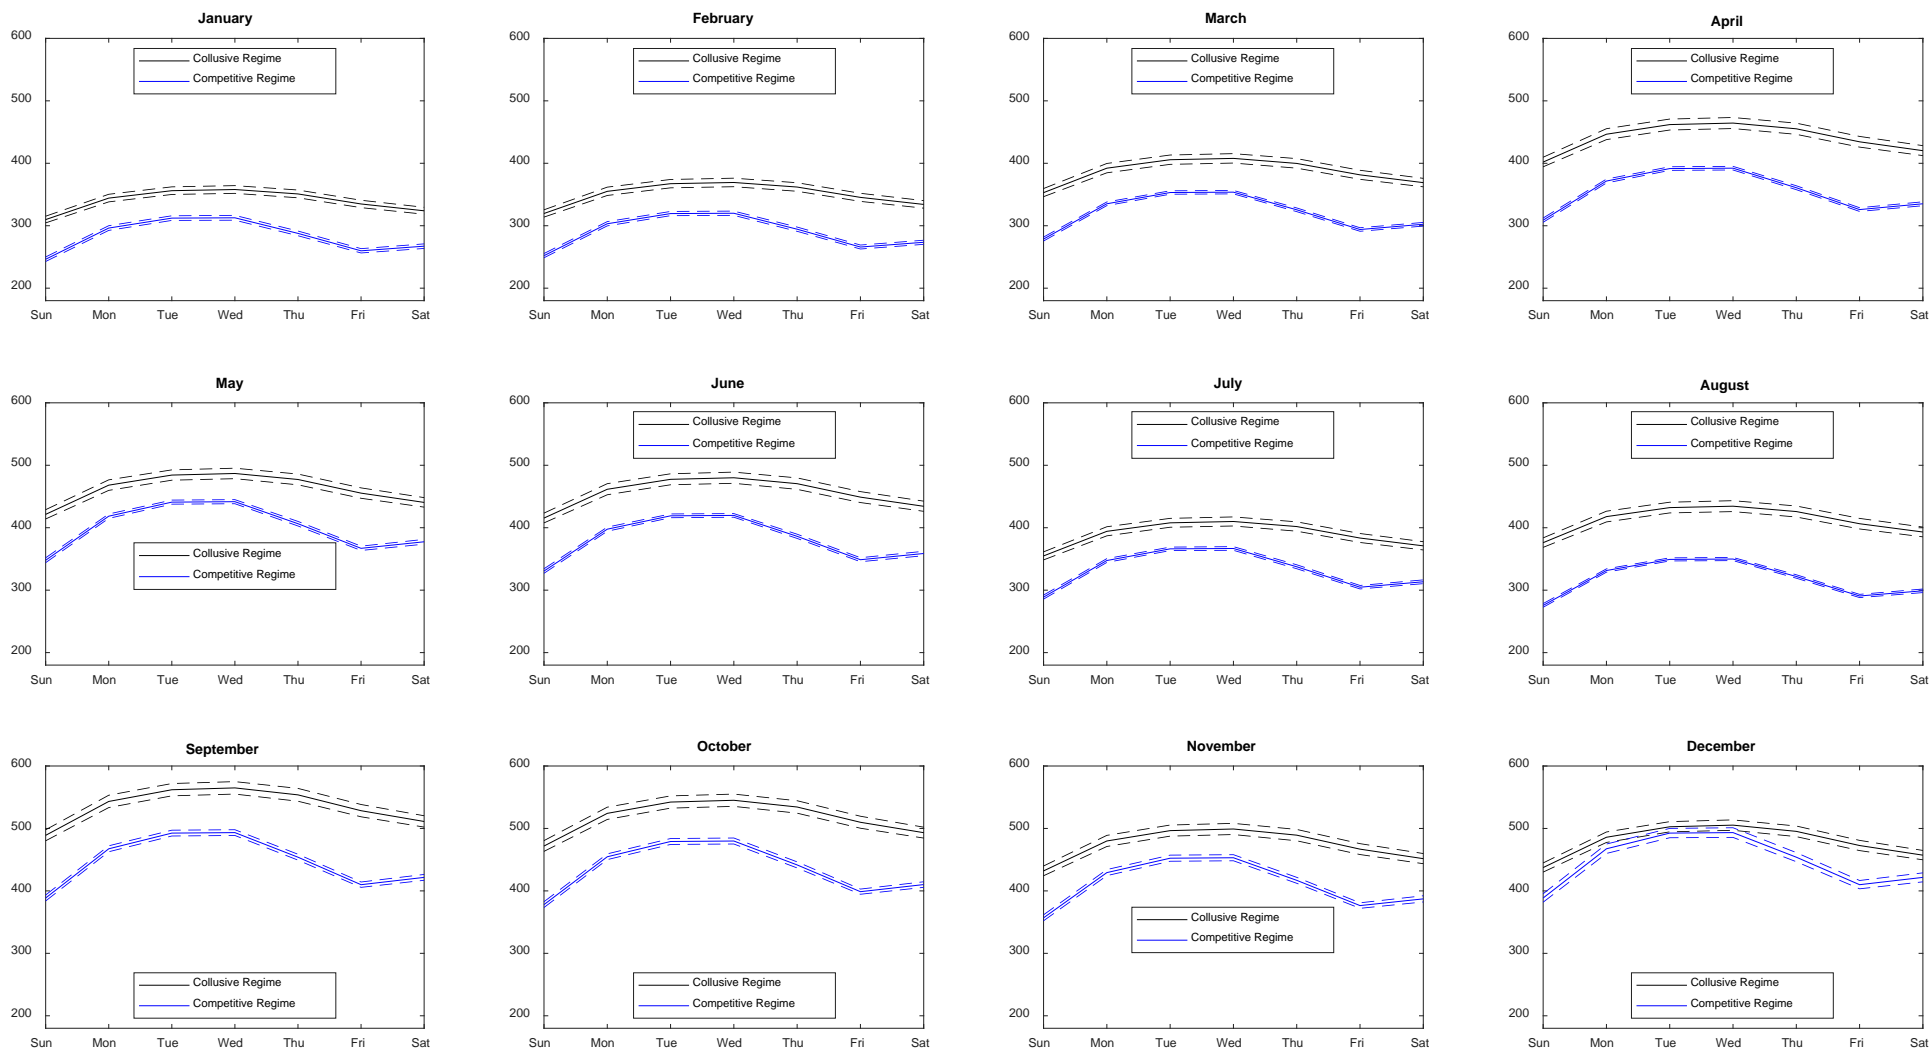 January
600
500
400
300
200
Collusive Regime
Competitive Regime
Sun Mon Tue Wed Thu Fri Sat
February
600
500
400
300
200
Collusive Regime
Competitive Regime
Sun Mon Tue Wed Thu Fri Sat
March
600
500
400
300
200
Collusive Regime
Competitive Regime
Sun Mon Tue Wed Thu Fri Sat
April
600
500
400
300
200
Collusive Regime
Competitive Regime
Sun Mon Tue Wed Thu Fri Sat
May
600
500
400
300
200
Collusive Regime
Competitive Regime
Sun Mon Tue Wed Thu Fri Sat
June
600
500
400
300
200
Collusive Regime
Competitive Regime
Sun Mon Tue Wed Thu Fri Sat
July
600
500
400
300
200
Collusive Regime
Competitive Regime
Sun Mon Tue Wed Thu Fri Sat
August
600
500
400
300
200
Collusive Regime
Competitive Regime
Sun Mon Tue Wed Thu Fri Sat
September
600
500
400
300
200
Collusive Regime
Competitive Regime
Sun Mon Tue Wed Thu Fri Sat
October
600
500
400
300
200
Collusive Regime
Competitive Regime
Sun Mon Tue Wed Thu Fri Sat
November
600
500
400
300
200
Collusive Regime
Competitive Regime
Sun Mon Tue Wed Thu Fri Sat
December
600
500
400
300
200
Collusive Regime
Competitive Regime
Sun Mon Tue Wed Thu Fri Sat